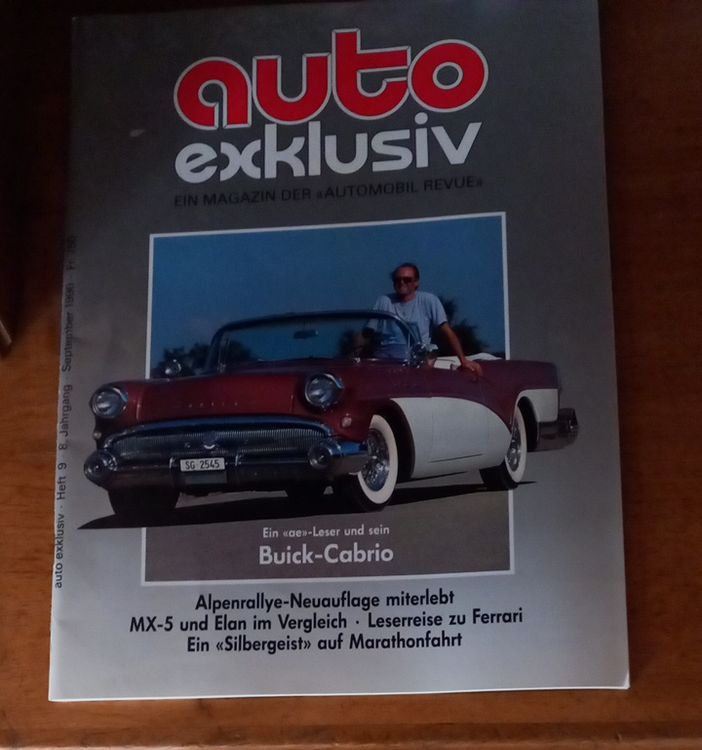 auto
exklusiv
EIN MAGAZIN DER «AUTOMOBIL REVUE»
auto exklusiv · Heft 9 · 8. Jahrgang · September 1990
BUICK
SG·2545
Ein «ae»-Leser und sein
Buick-Cabrio
Alpenrallye-Neuauflage miterlebt
MX-5 und Elan im Vergleich · Leserreise zu Ferrari
Ein «Silbergeist» auf Marathonfahrt